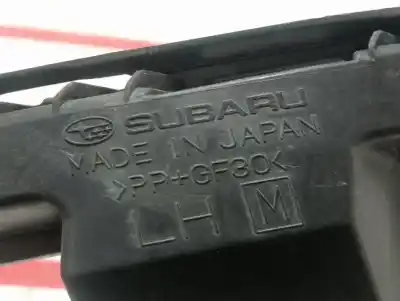 SUBARU
MADE IN JAPAN
>PP+GF30<
LH M